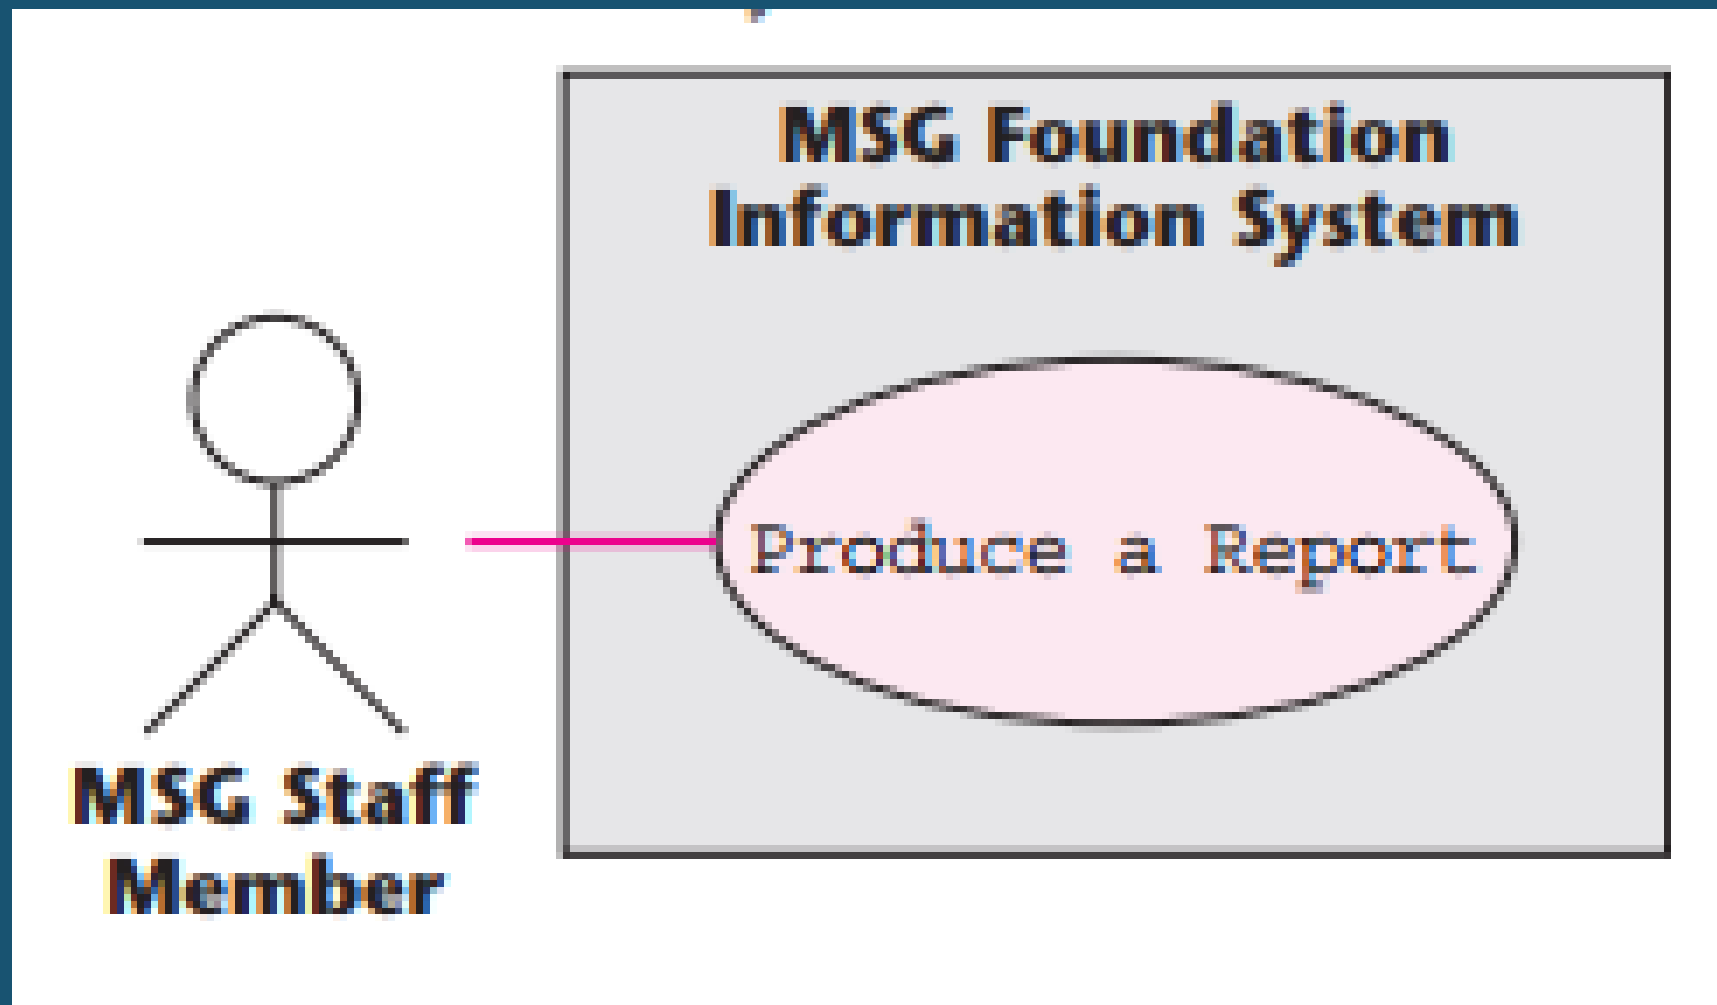 MSG Foundation
Information System
Produce a Report
MSG Staff
Member